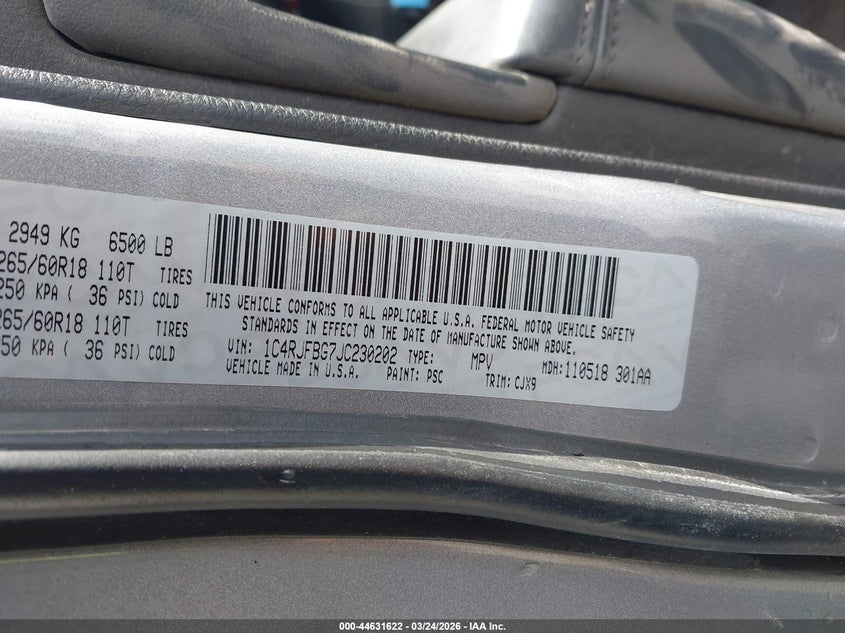 2949 KG 6500 LB
265/60R18 110T TIRES
250 KPA ( 36 PSI) COLD
265/60R18 110T TIRES
50 KPA ( 36 PSI) COLD
THIS VEHICLE CONFORMS TO ALL APPLICABLE U.S.A. FEDERAL MOTOR VEHICLE SAFETY
STANDARDS IN EFFECT ON THE DATE OF MANUFACTURE SHOWN ABOVE.
VIN: 1C4RJFBG7JC230202 TYPE: MPV MDH:110518 301AA
VEHICLE MADE IN U.S.A. PAINT: PSC TRIM: CJX9
000-44631622 — 03/24/2026 — IAA Inc.